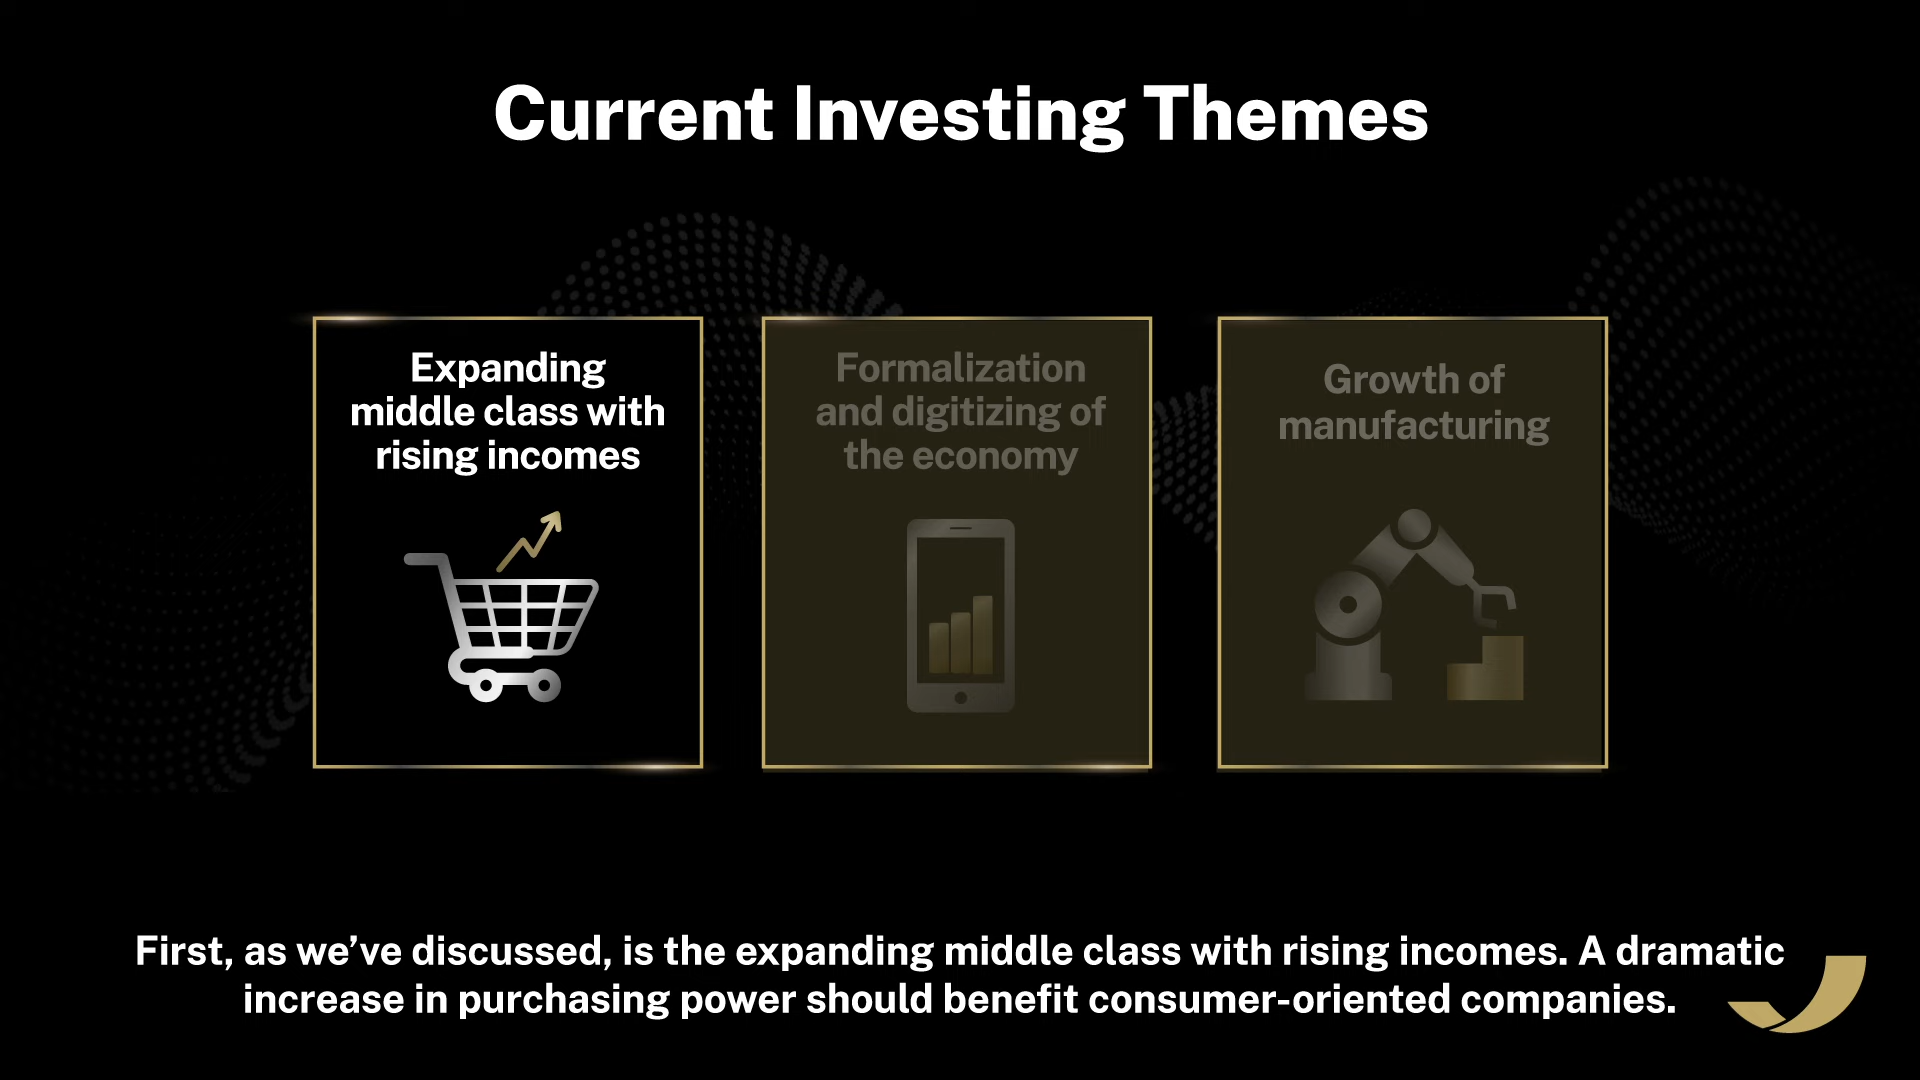 Current Investing Themes
Expanding
middle class with
rising incomes
Formalization
and digitizing of
the economy
Growth of
manufacturing
First, as we’ve discussed, is the expanding middle class with rising incomes. A dramatic
increase in purchasing power should benefit consumer-oriented companies.